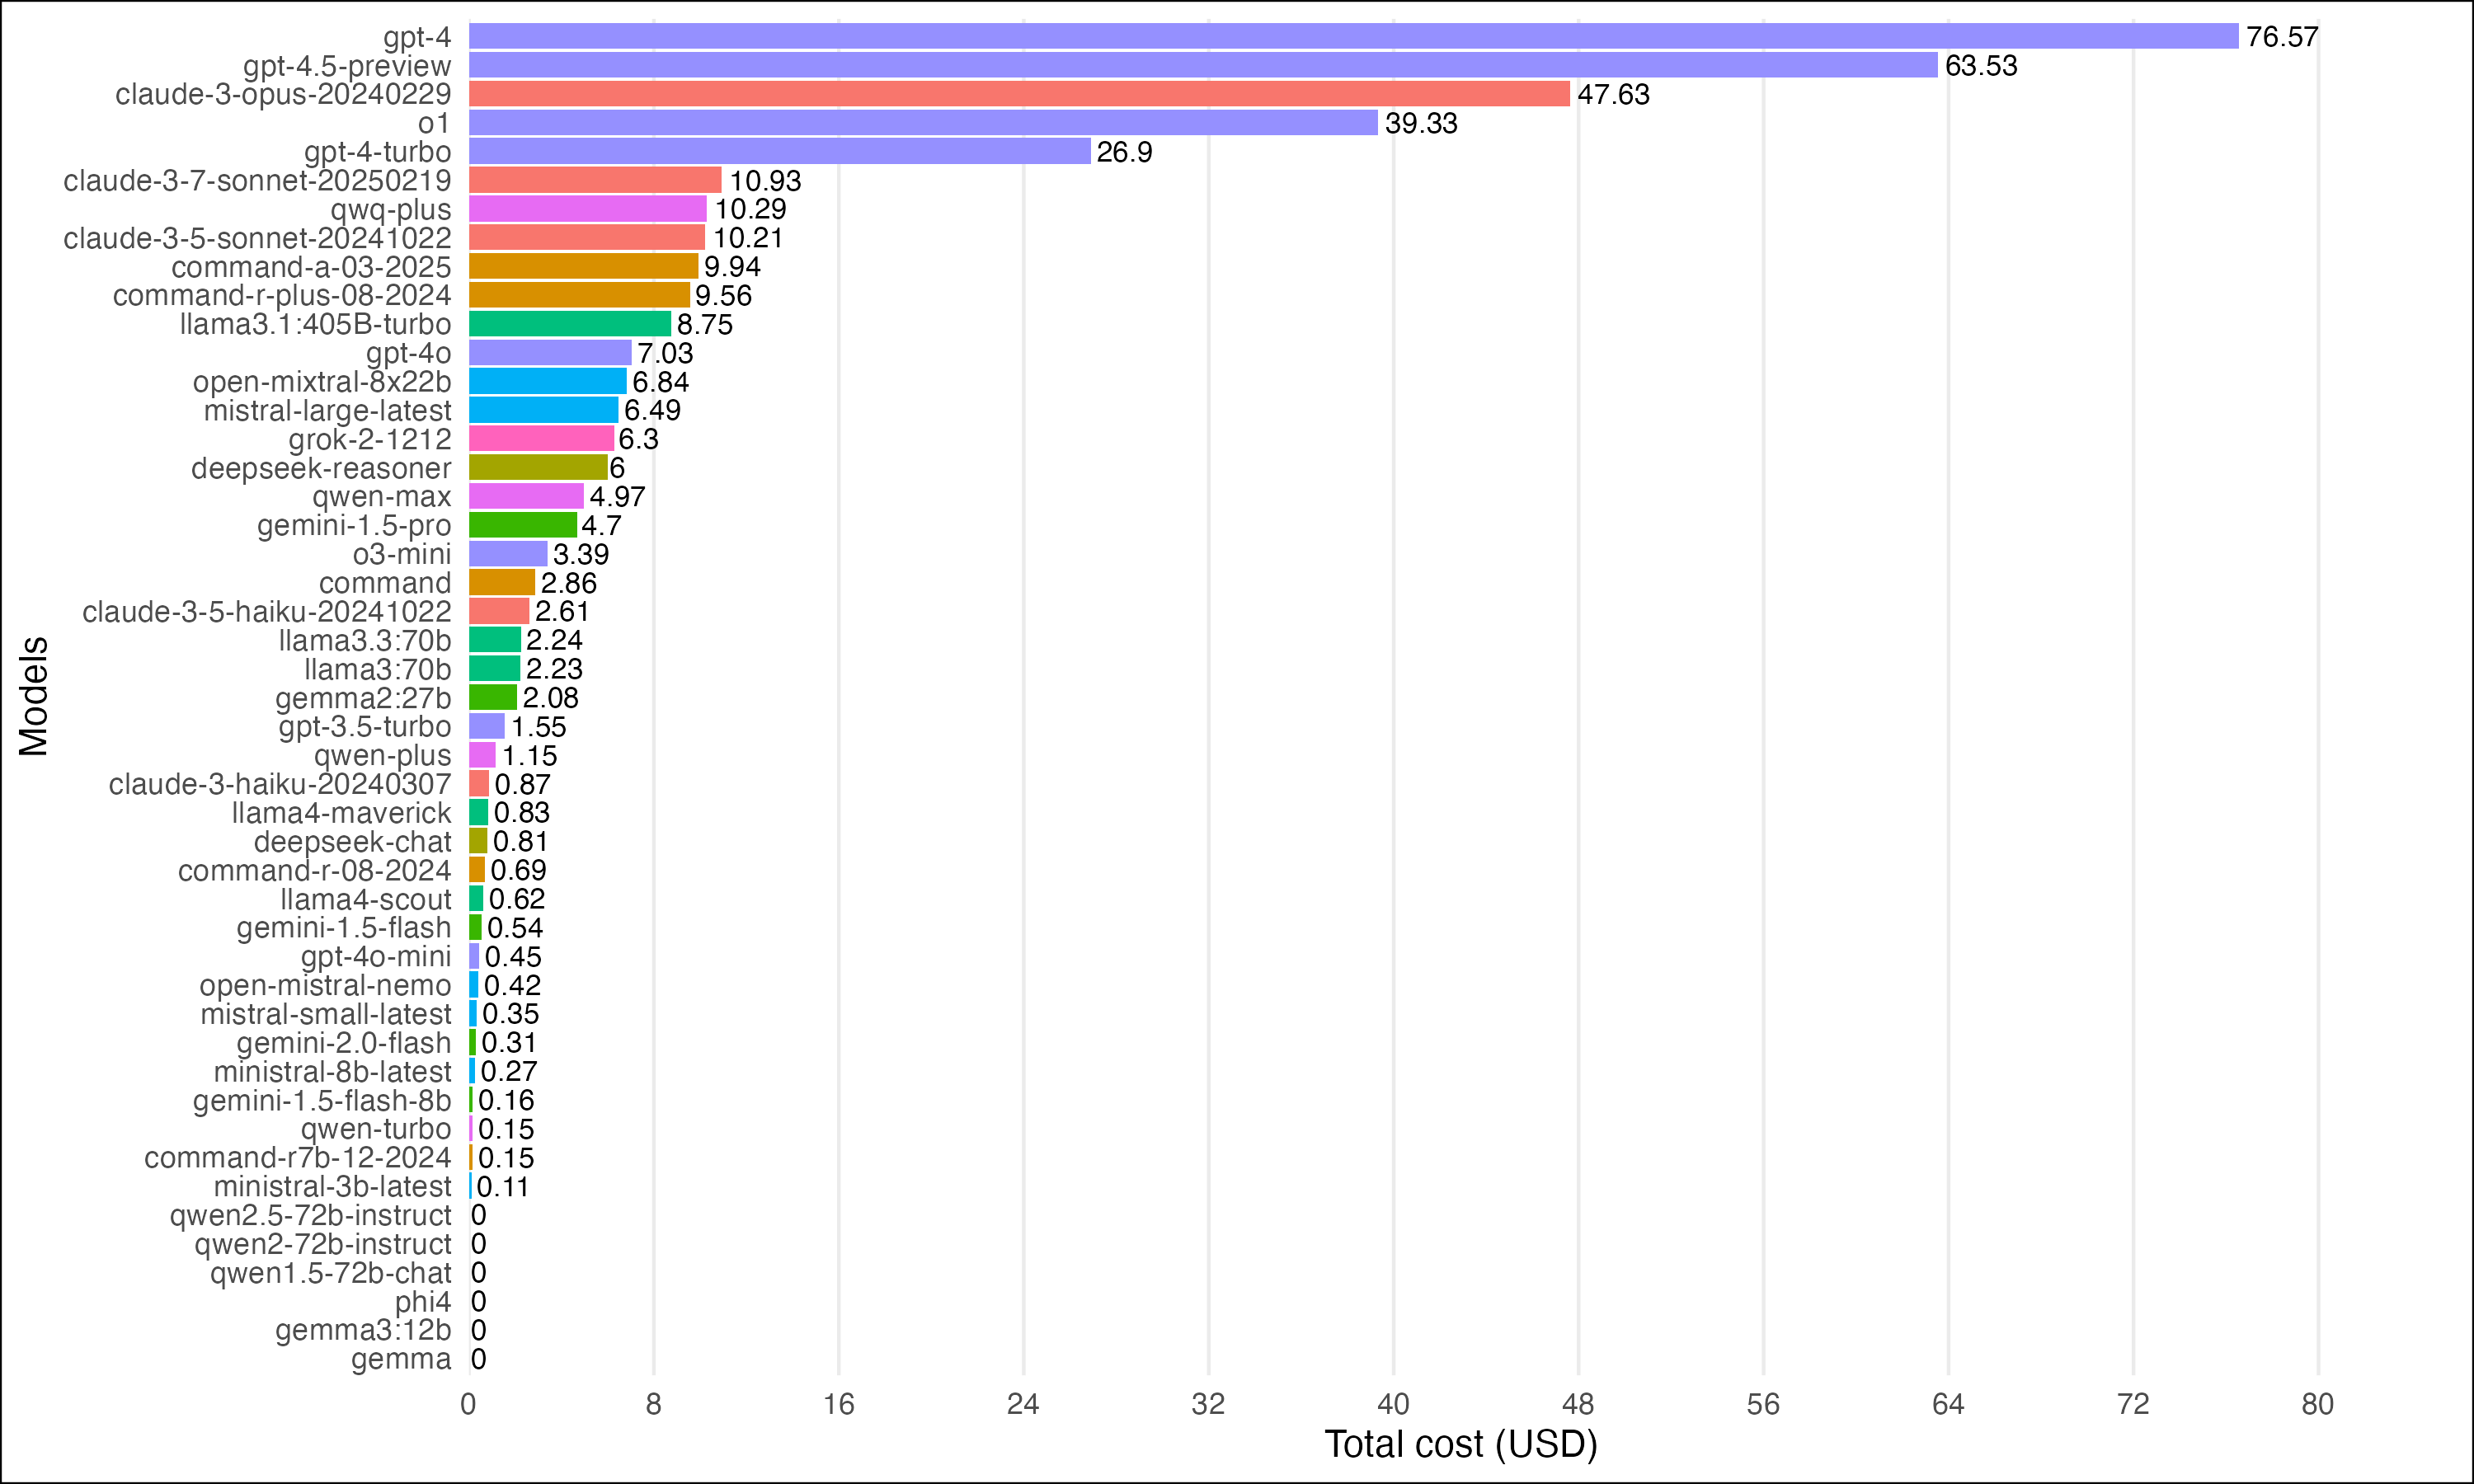 gpt-4 76.57
gpt-4.5-preview 63.53
claude-3-opus-20240229 47.63
o1 39.33
gpt-4-turbo 26.9
claude-3-7-sonnet-20250219 10.93
qwq-plus 10.29
claude-3-5-sonnet-20241022 10.21
command-a-03-2025 9.94
command-r-plus-08-2024 9.56
llama3.1:405B-turbo 8.75
gpt-4o 7.03
open-mixtral-8x22b 6.84
mistral-large-latest 6.49
grok-2-1212 6.3
deepseek-reasoner 6
qwen-max 4.97
gemini-1.5-pro 4.7
o3-mini 3.39
command 2.86
claude-3-5-haiku-20241022 2.61
llama3.3:70b 2.24
llama3:70b 2.23
gemma2:27b 2.08
gpt-3.5-turbo 1.55
qwen-plus 1.15
claude-3-haiku-20240307 0.87
llama4-maverick 0.83
deepseek-chat 0.81
command-r-08-2024 0.69
llama4-scout 0.62
gemini-1.5-flash 0.54
gpt-4o-mini 0.45
open-mistral-nemo 0.42
mistral-small-latest 0.35
gemini-2.0-flash 0.31
ministral-8b-latest 0.27
gemini-1.5-flash-8b 0.16
qwen-turbo 0.15
command-r7b-12-2024 0.15
ministral-3b-latest 0.11
qwen2.5-72b-instruct 0
qwen2-72b-instruct 0
qwen1.5-72b-chat 0
phi4 0
gemma3:12b 0
gemma 0
Models
0 8 16 24 32 40 48 56 64 72 80
Total cost (USD)